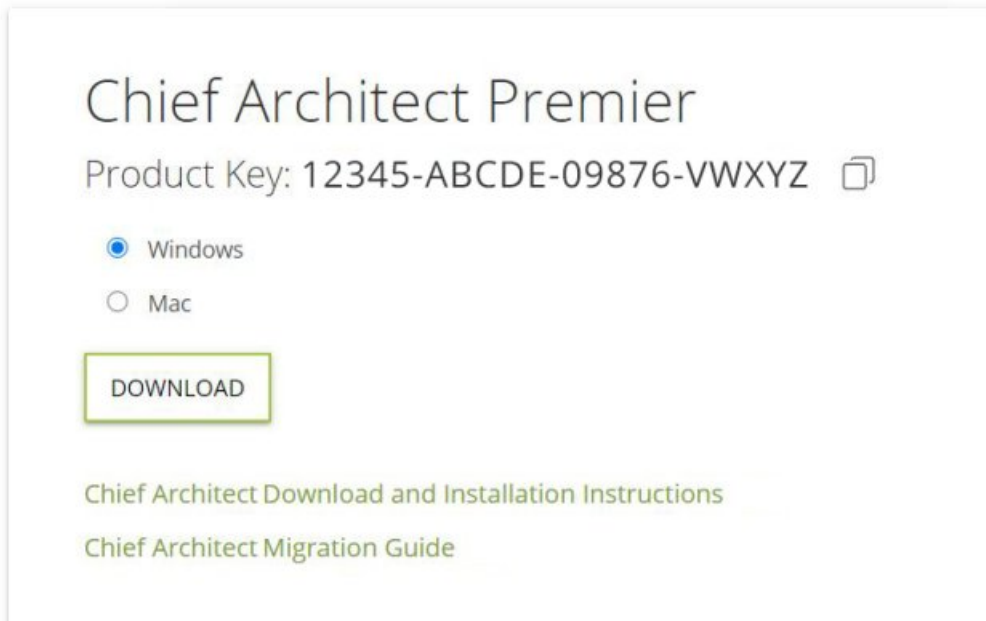 Chief Architect Premier
Product Key: 12345-ABCDE-09876-VWXYZ
Windows
Mac
DOWNLOAD
Chief Architect Download and Installation Instructions
Chief Architect Migration Guide